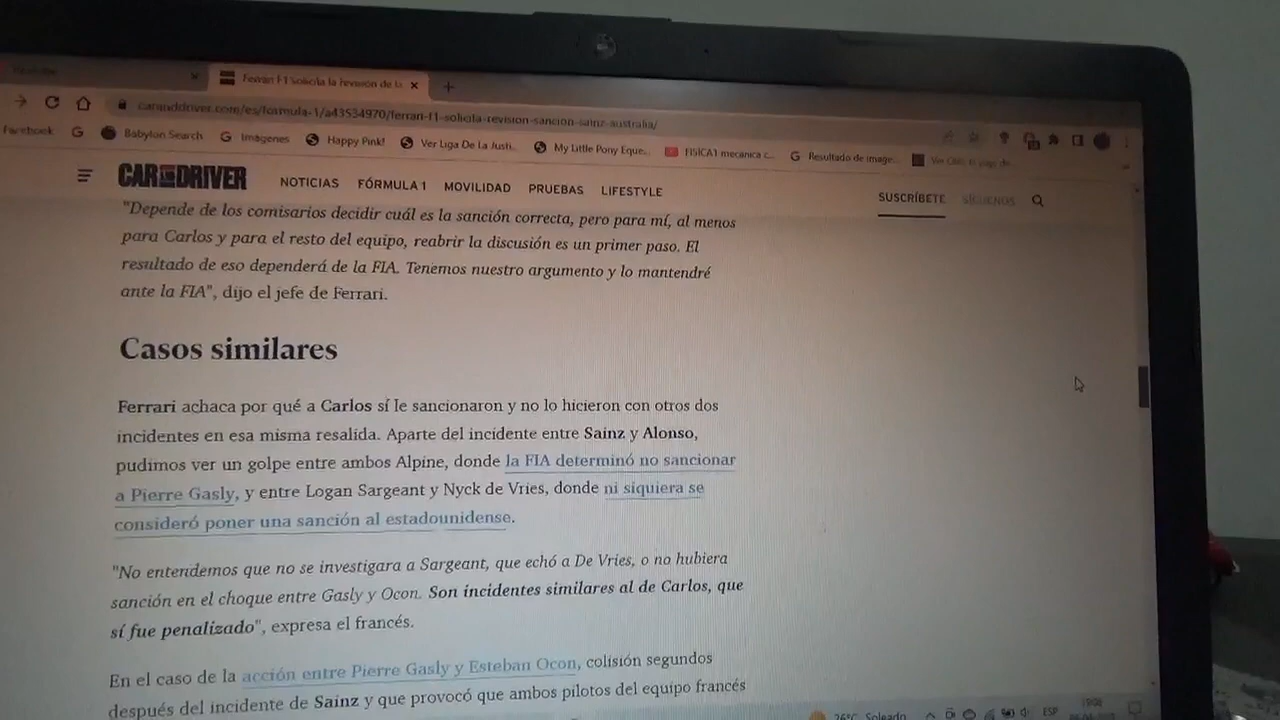 Ferrari F1 solicita la revisión de la
caranddriver.com/es/formula-1/a43534970/ferrari-f1-solicita-revision-sancion-sainz-australia/
Facebook
Babylon Search
Imágenes
Happy Pink!
Ver Liga De La Justi...
My Little Pony Eque...
FISICA1 mecánica c...
Resultado de image...
CAR AND DRIVER
NOTICIAS
FÓRMULA 1
MOVILIDAD
PRUEBAS
LIFESTYLE
SUSCRÍBETE
SÍGUENOS
"Depende de los comisarios decidir cuál es la sanción correcta, pero para mí, al menos
para Carlos y para el resto del equipo, reabrir la discusión es un primer paso. El
resultado de eso dependerá de la FIA. Tenemos nuestro argumento y lo mantendré
ante la FIA", dijo el jefe de Ferrari.
Casos similares
Ferrari achaca por qué a Carlos sí le sancionaron y no lo hicieron con otros dos
incidentes en esa misma resalida. Aparte del incidente entre Sainz y Alonso,
pudimos ver un golpe entre ambos Alpine, donde la FIA determinó no sancionar
a Pierre Gasly, y entre Logan Sargeant y Nyck de Vries, donde ni siquiera se
consideró poner una sanción al estadounidense.
"No entendemos que no se investigara a Sargeant, que echó a De Vries, o no hubiera
sanción en el choque entre Gasly y Ocon. Son incidentes similares al de Carlos, que
sí fue penalizado", expresa el francés.
En el caso de la acción entre Pierre Gasly y Esteban Ocon, colisión segundos
después del incidente de Sainz y que provocó que ambos pilotos del equipo francés
26°C Soleado
ESP